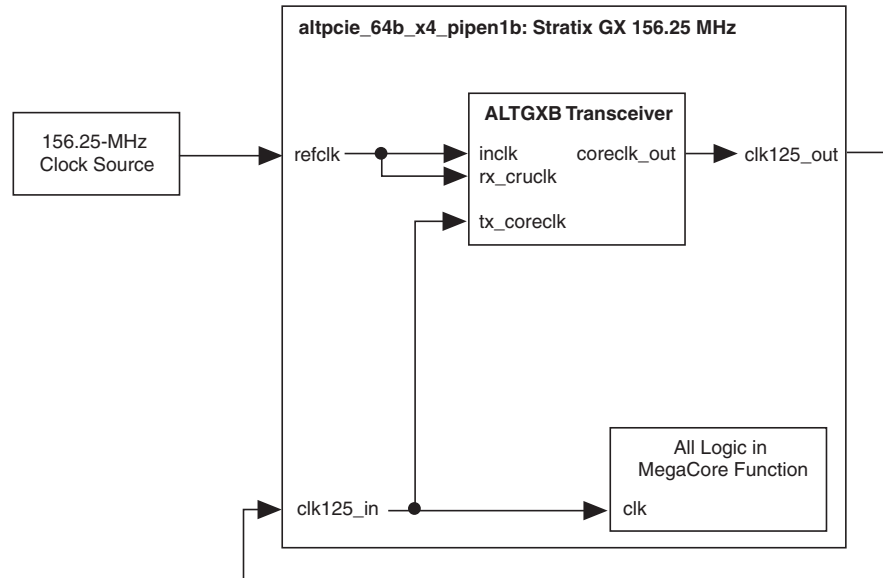 altpcie_64b_x4_pipen1b: Stratix GX 156.25 MHz
ALTGXB Transceiver
156.25-MHz
Clock Source
refclk
inclk
coreclk_out
clk125_out
rx_cruclk
tx_coreclk
All Logic in
MegaCore Function
clk125_in
clk